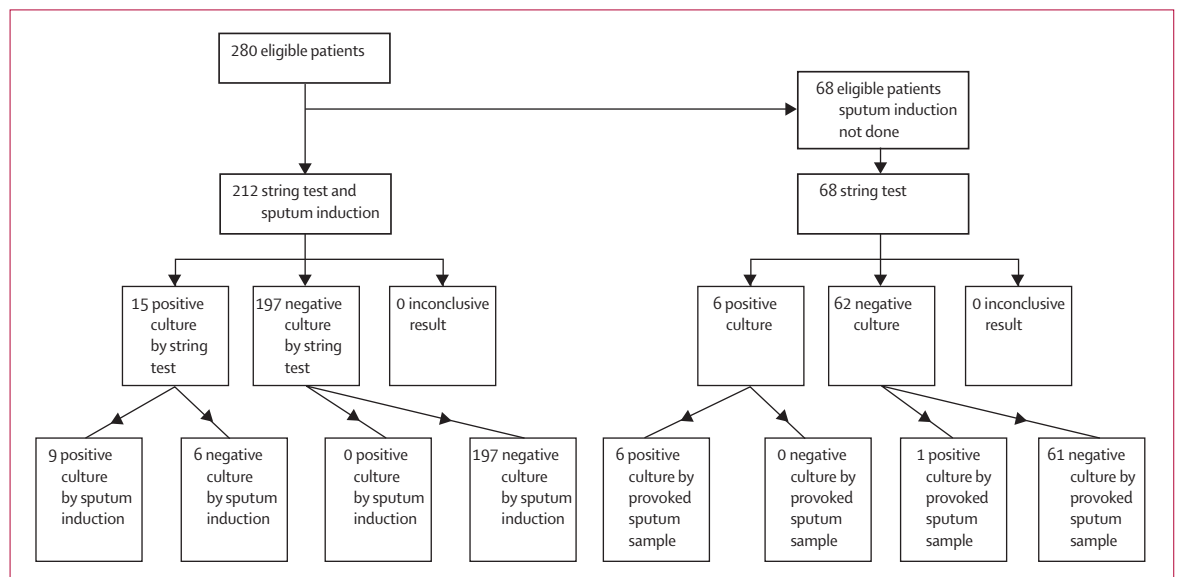 280 eligible patients
68 eligible patients
sputum induction
not done
212 string test and
sputum induction
68 string test
15 positive
culture
by string
test
197 negative
culture
by string
test
0 inconclusive
result
6 positive
culture
62 negative
culture
0 inconclusive
result
9 positive
culture
by sputum
induction
6 negative
culture
by sputum
induction
0 positive
culture
by sputum
induction
197 negative
culture
by sputum
induction
6 positive
culture by
provoked
sputum
sample
0 negative
culture by
provoked
sputum
sample
1 positive
culture by
provoked
sputum
sample
61 negative
culture by
provoked
sputum
sample